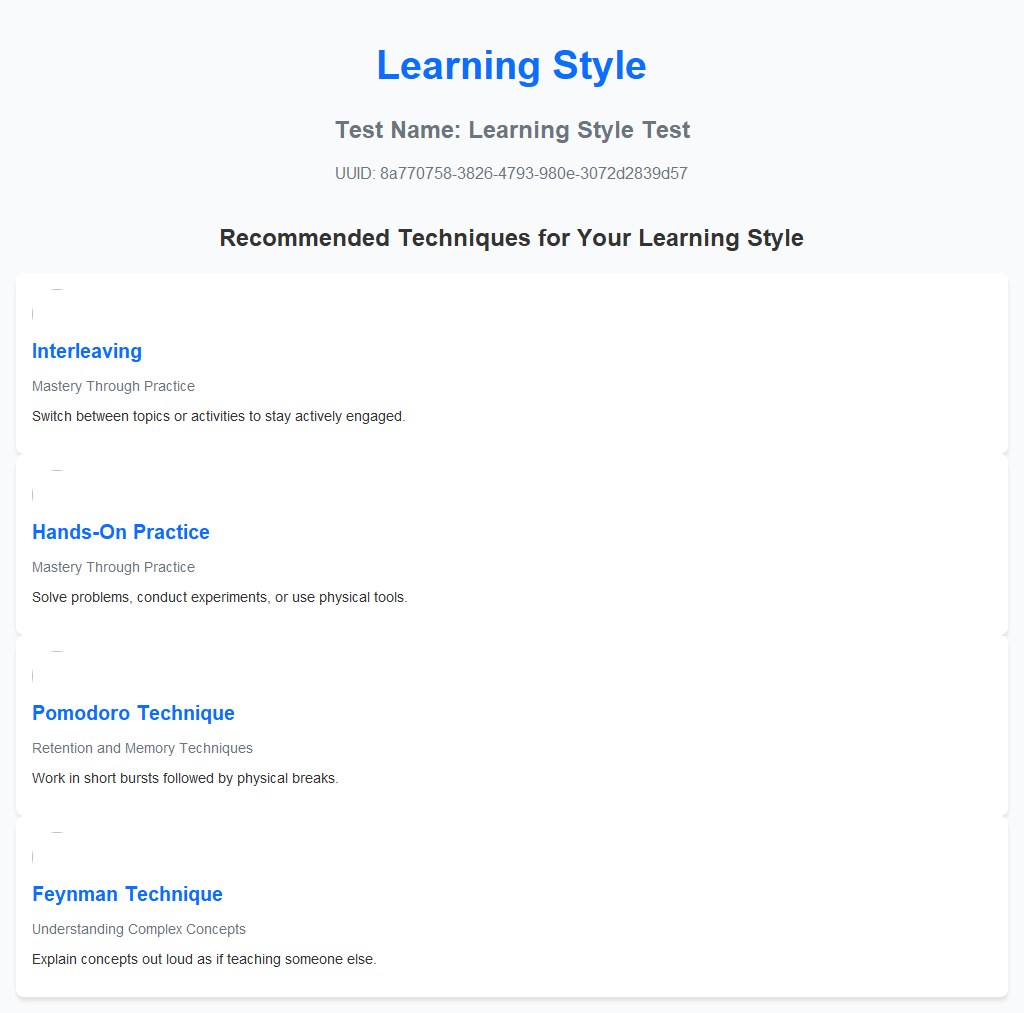 Learning Style
Test Name: Learning Style Test
UUID: 8a770758-3826-4793-980e-3072d2839d57
Recommended Techniques for Your Learning Style
Interleaving
Mastery Through Practice
Switch between topics or activities to stay actively engaged.
Hands-On Practice
Mastery Through Practice
Solve problems, conduct experiments, or use physical tools.
Pomodoro Technique
Retention and Memory Techniques
Work in short bursts followed by physical breaks.
Feynman Technique
Understanding Complex Concepts
Explain concepts out loud as if teaching someone else.